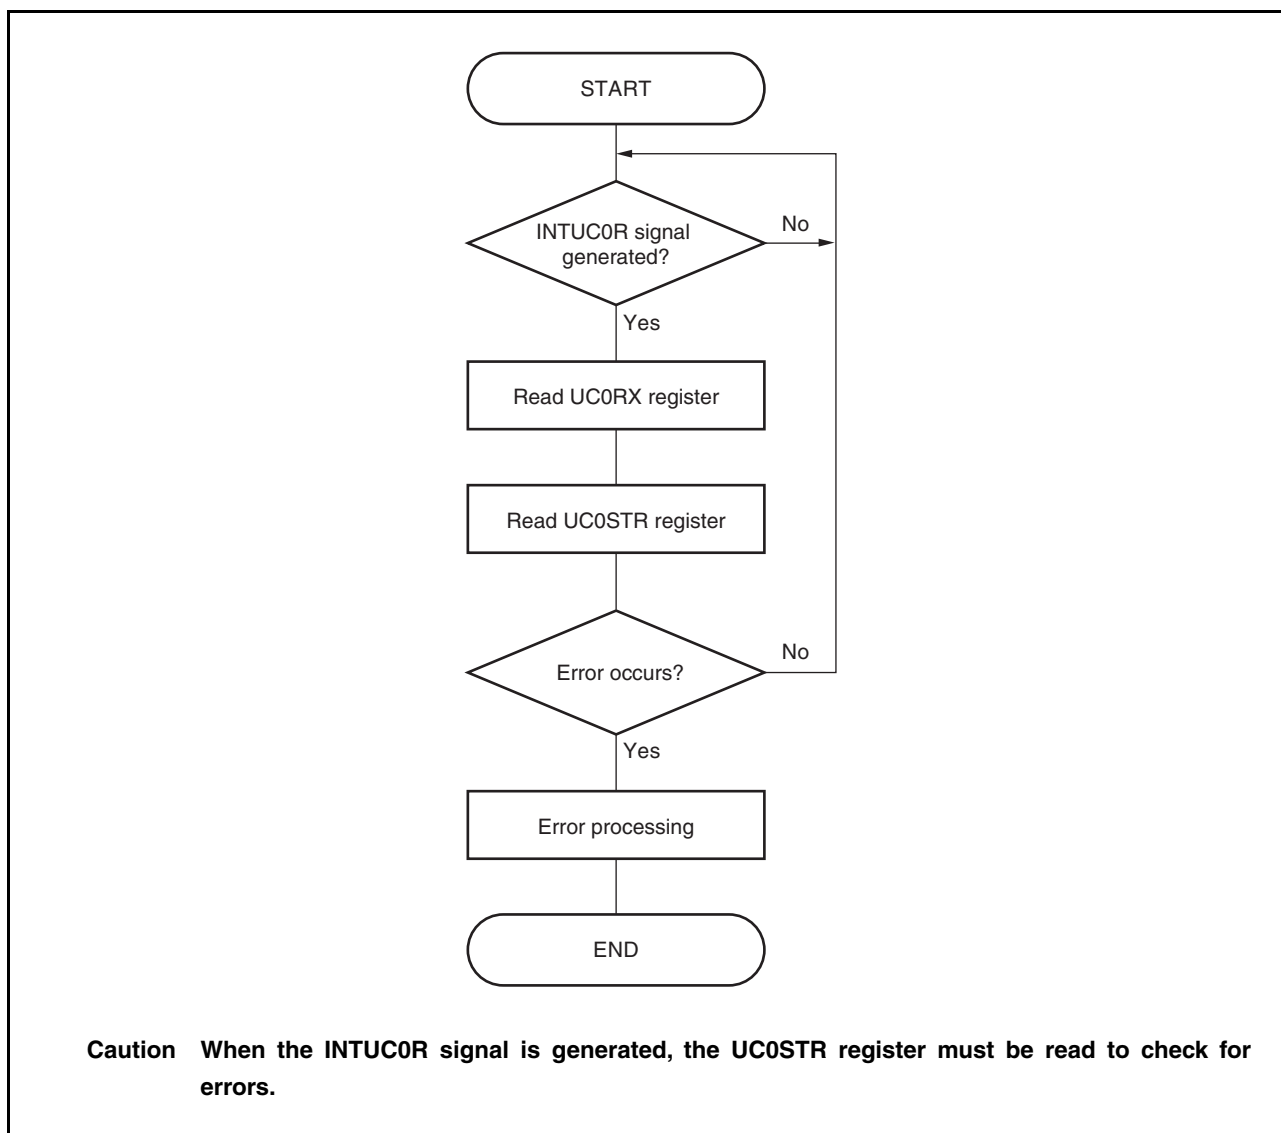 START
INTUC0R signal
generated?
No
Yes
Read UC0RX register
Read UC0STR register
Error occurs?
No
Yes
Error processing
END
Caution When the INTUC0R signal is generated, the UC0STR register must be read to check for
errors.